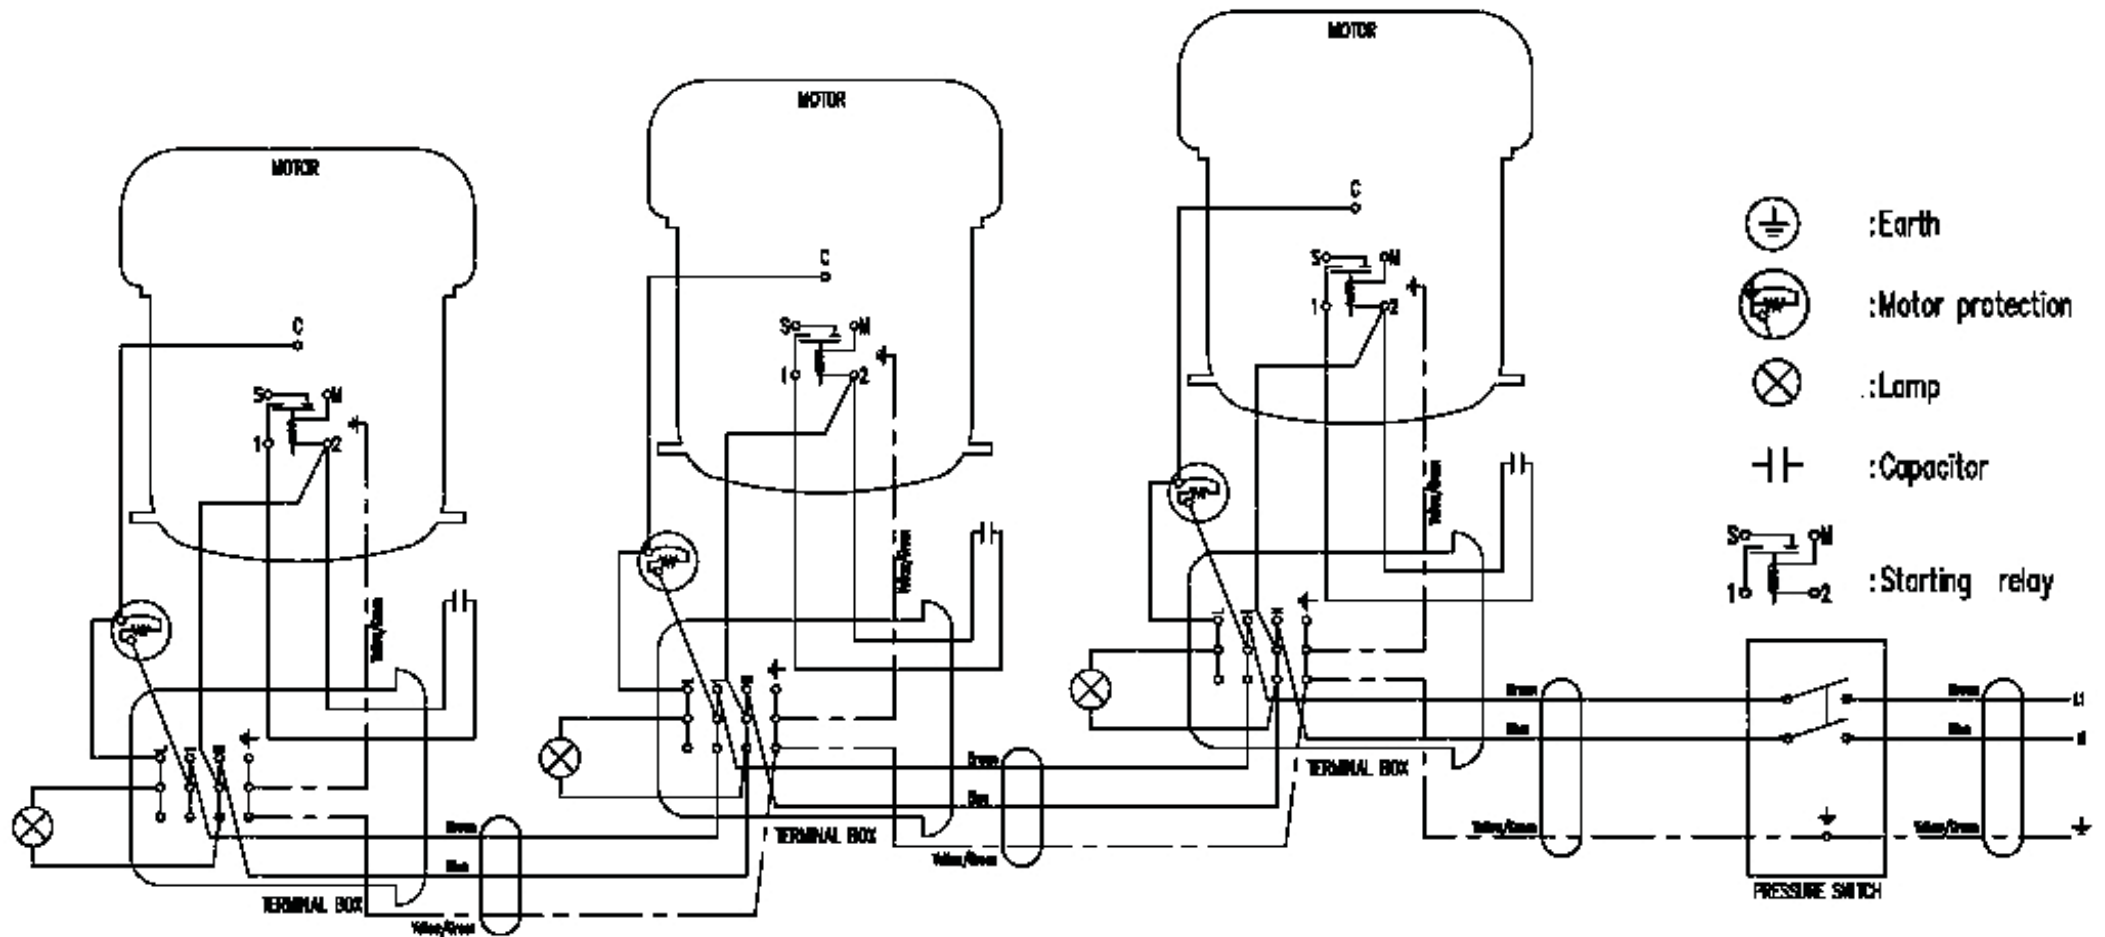 MOTOR
MOTOR
MOTOR
C
S M
1 2
C
S M
1 2
C
S M
1 2
:Earth
:Motor protection
:Lamp
:Capacitor
S M
1 2
:Starting relay
Yellow/Green
Yellow/Green
Yellow/Green
Brown
Blue
Brown
Blue
L1
TERMINAL BOX
Yellow/Green
Yellow/Green
PRESSURE SWITCH
Brown
TERMINAL BOX
Yellow/Green
Brown
Blue
TERMINAL BOX
Yellow/Green